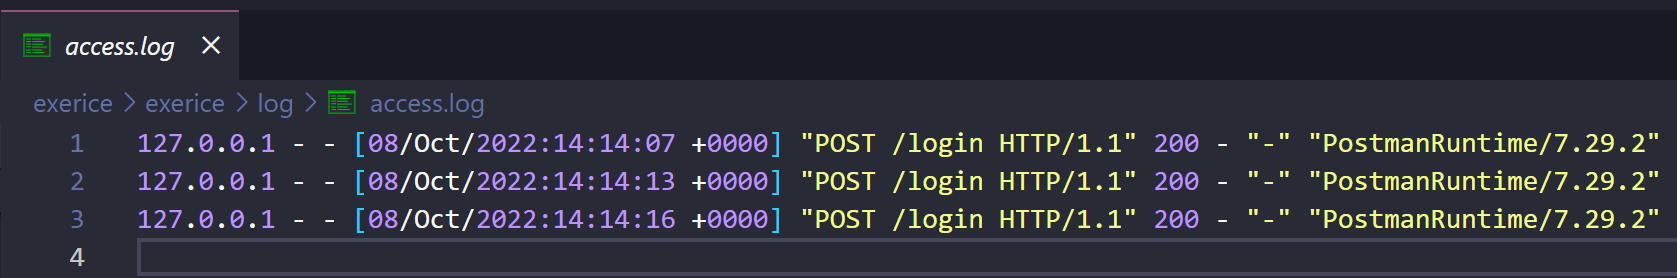 access.log ×
exerice > exerice > log > access.log
1 127.0.0.1 - - [08/Oct/2022:14:14:07 +0000] "POST /login HTTP/1.1" 200 - "-" "PostmanRuntime/7.29.2"
2 127.0.0.1 - - [08/Oct/2022:14:14:13 +0000] "POST /login HTTP/1.1" 200 - "-" "PostmanRuntime/7.29.2"
3 127.0.0.1 - - [08/Oct/2022:14:14:16 +0000] "POST /login HTTP/1.1" 200 - "-" "PostmanRuntime/7.29.2"
4